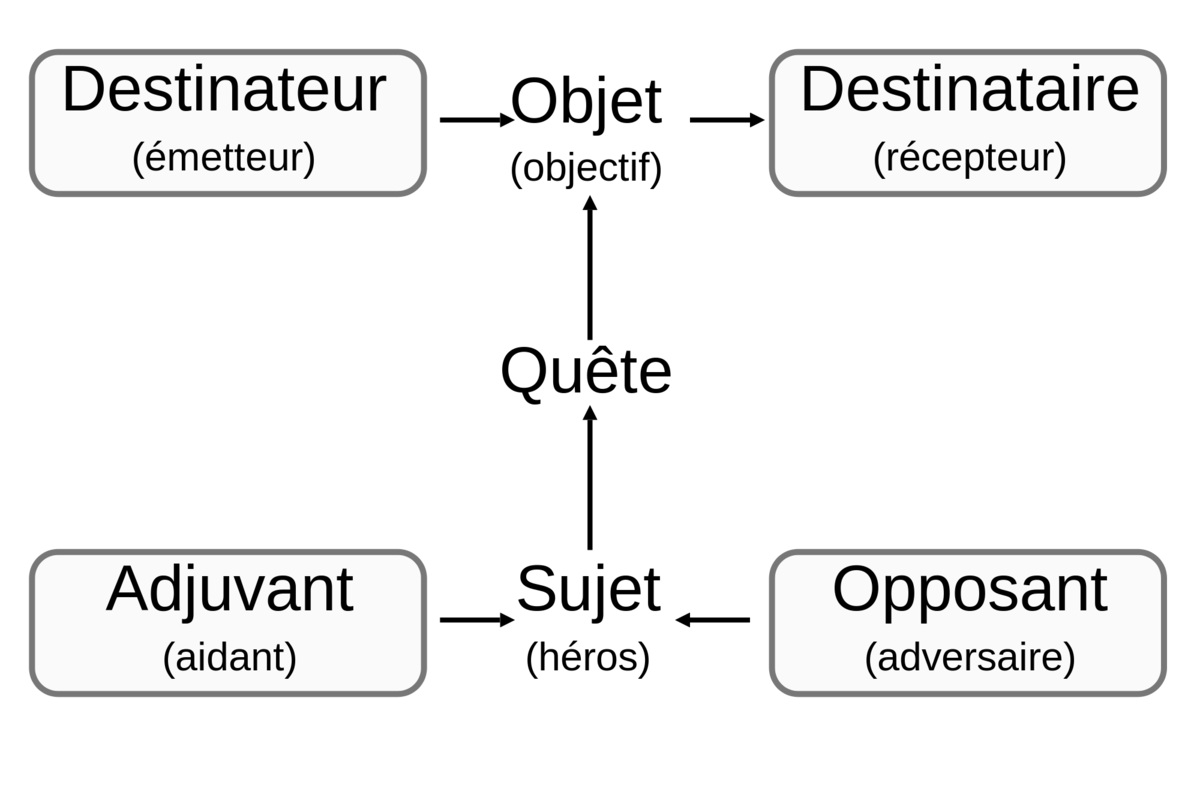 Destinateur
(émetteur)
Objet
(objectif)
Destinataire
(récepteur)
Quête
Adjuvant
(aidant)
Sujet
(héros)
Opposant
(adversaire)